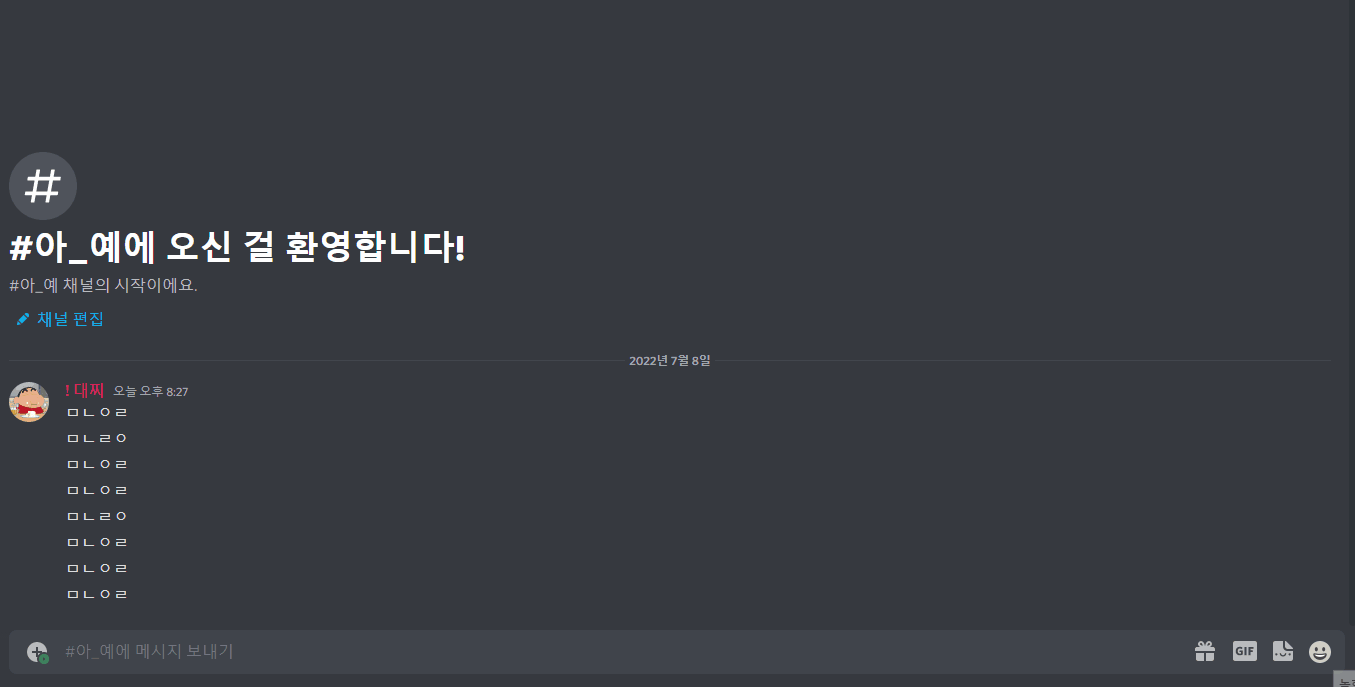 #
#아_예에 오신 걸 환영합니다!
#아_예 채널의 시작이에요.
채널 편집
2022년 7월 8일
! 대찌 오늘 오후 8:27
ㅁㄴㅇㄹ
ㅁㄴㄹㅇ
ㅁㄴㅇㄹ
ㅁㄴㅇㄹ
ㅁㄴㄹㅇ
ㅁㄴㅇㄹ
ㅁㄴㅇㄹ
ㅁㄴㅇㄹ
#아_예에 메시지 보내기
GIF